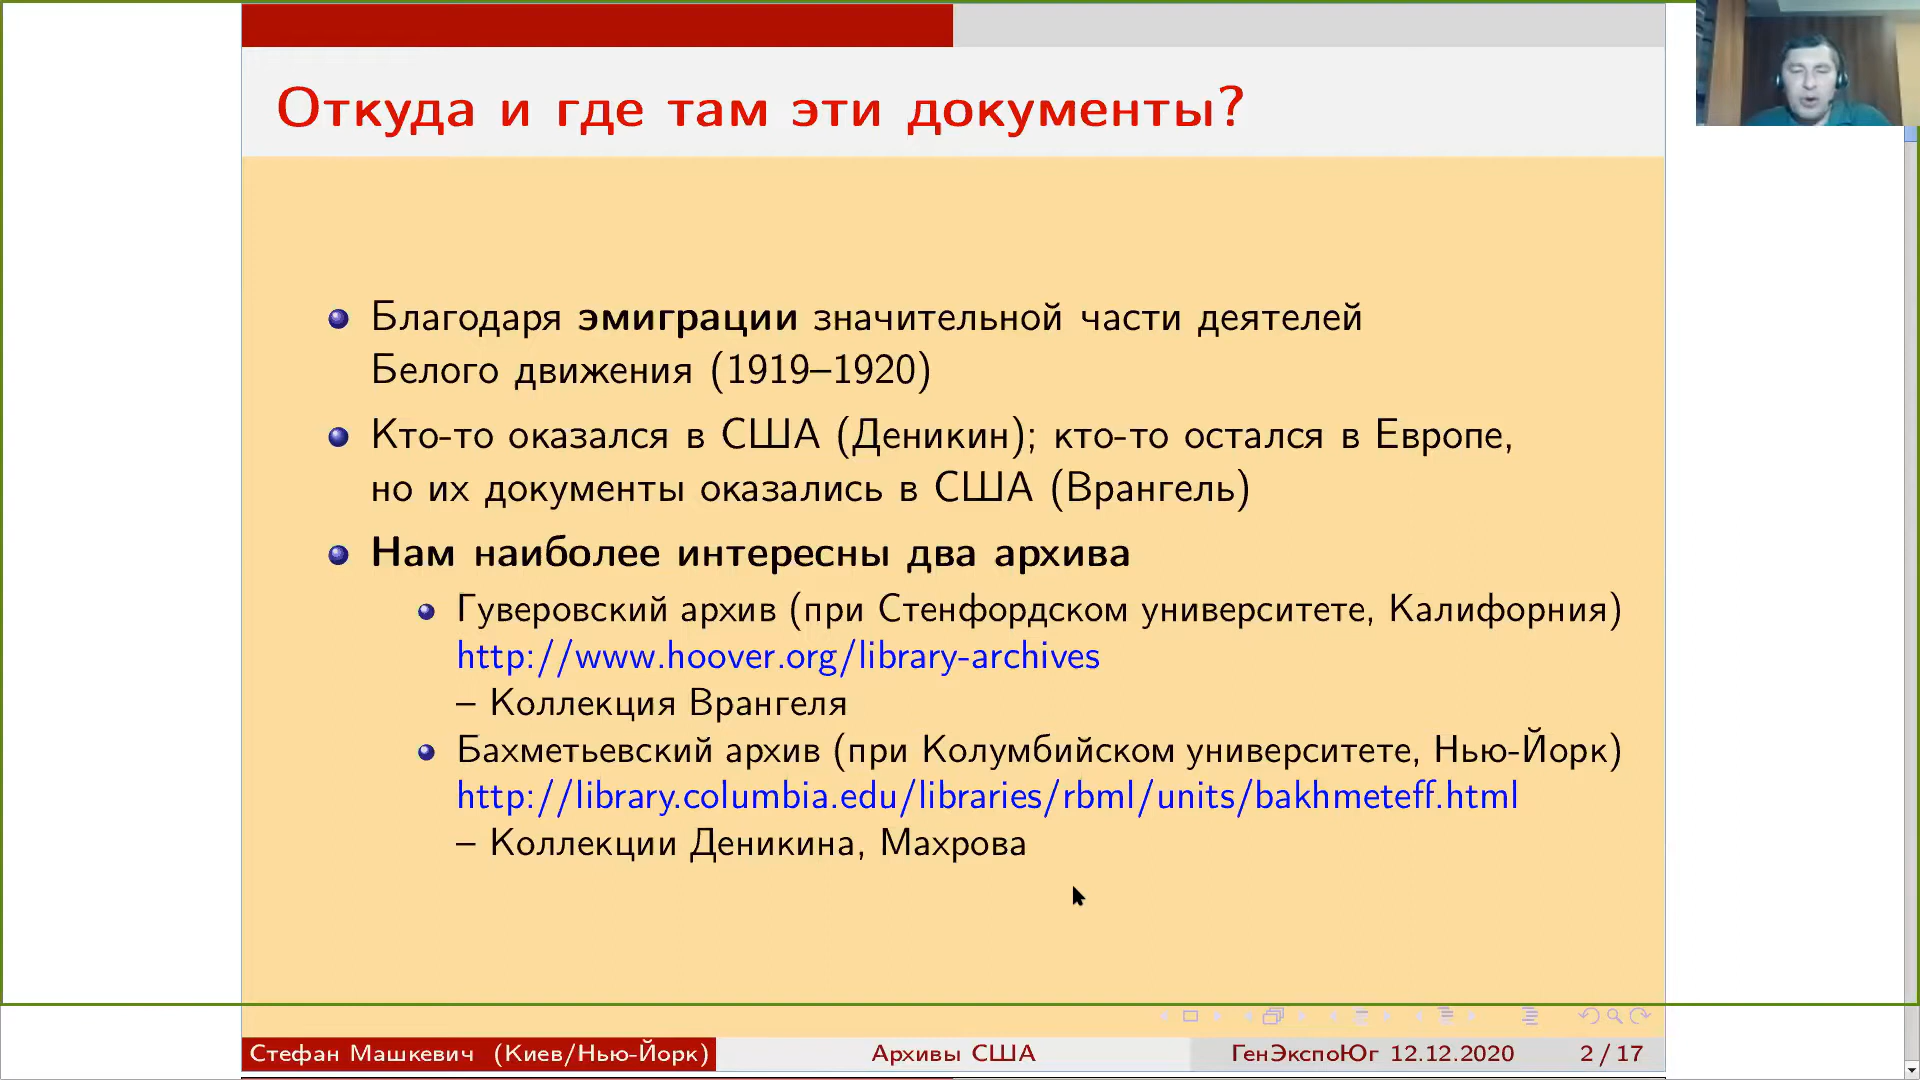 Откуда и где там эти документы?
Благодаря эмиграции значительной части деятелей
Белого движения (1919–1920)
Кто-то оказался в США (Деникин); кто-то остался в Европе,
но их документы оказались в США (Врангель)
Нам наиболее интересны два архива
Гуверовский архив (при Стенфордском университете, Калифорния)
http://www.hoover.org/library-archives
– Коллекция Врангеля
Бахметьевский архив (при Колумбийском университете, Нью-Йорк)
http://library.columbia.edu/libraries/rbml/units/bakhmeteff.html
– Коллекции Деникина, Махрова
Стефан Машкевич (Киев/Нью-Йорк) Архивы США ГенЭкспоЮг 12.12.2020 2 / 17